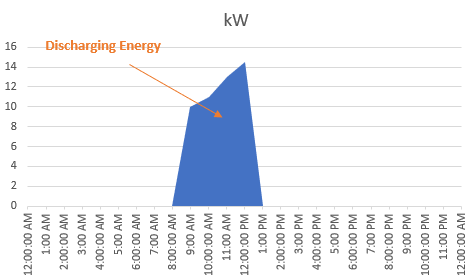 kW
16
Discharging Energy
14
12
10
8
6
4
2
0
12:00:00 AM
1:00 AM
2:00:00 AM
3:00 AM
4:00:00 AM
5:00 AM
6:00:00 AM
7:00 AM
8:00:00 AM
9:00 AM
10:00:00 AM
11:00 AM
12:00:00 PM
1:00 PM
2:00:00 PM
3:00 PM
4:00:00 PM
5:00 PM
6:00:00 PM
7:00 PM
8:00:00 PM
9:00 PM
10:00:00 PM
11:00 PM
12:00:00 AM